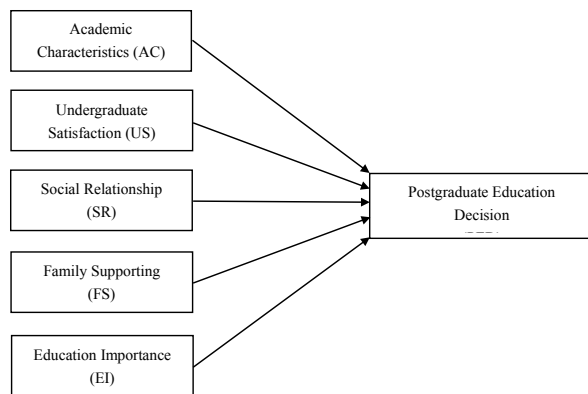 Academic
Characteristics (AC)
Undergraduate
Satisfaction (US)
Social Relationship
(SR)
Family Supporting
(FS)
Education Importance
(EI)
Postgraduate Education
Decision